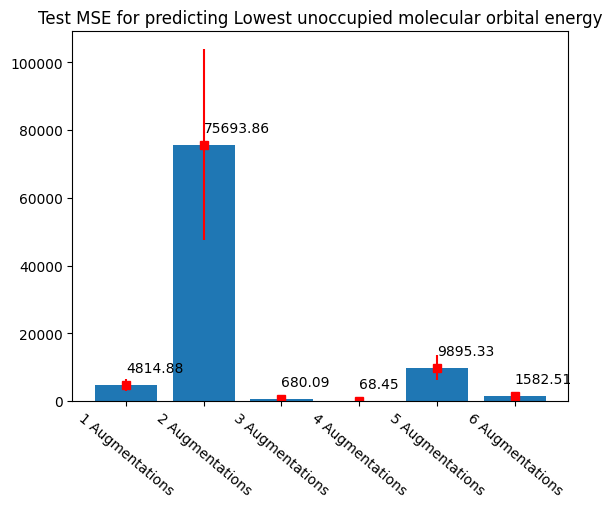 Test MSE for predicting Lowest unoccupied molecular orbital energy
100000
80000
60000
40000
20000
0
4814.88
75693.86
680.09
68.45
9895.33
1582.51
1 Augmentations
2 Augmentations
3 Augmentations
4 Augmentations
5 Augmentations
6 Augmentations